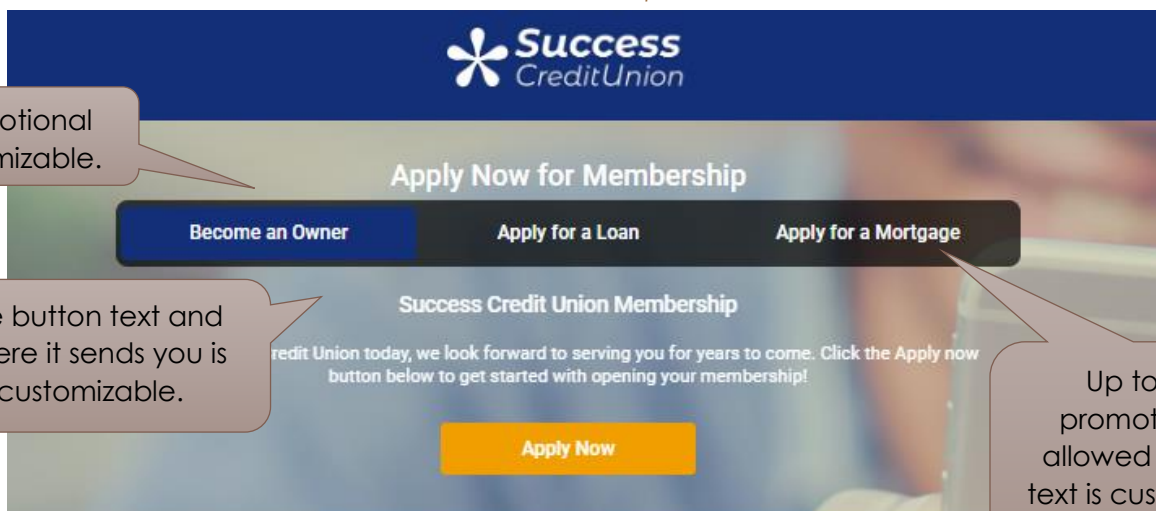 Success
CreditUnion
otional
mizable.
Apply Now for Membership
Become an Owner
Apply for a Loan
Apply for a Mortgage
e button text and
ere it sends you is
customizable.
Success Credit Union Membership
redit Union today, we look forward to serving you for years to come. Click the Apply now
button below to get started with opening your membership!
Up to
promot
allowed
text is cus
Apply Now